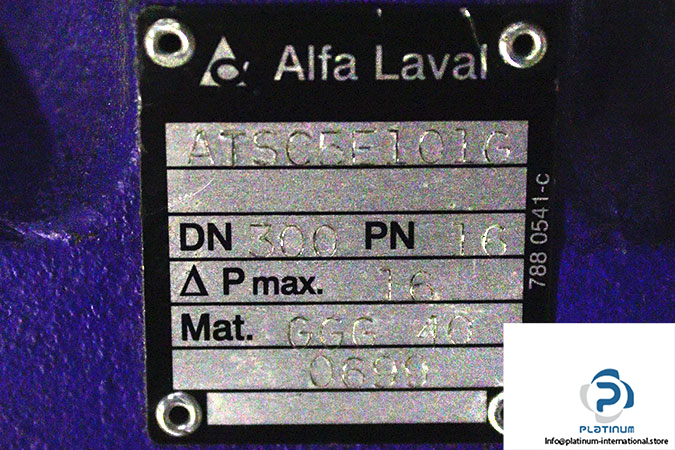 Alfa Laval
ATSC5E101G
DN 300 PN 16
Δ P max. 16
Mat. GGG 40
0699
788 0541-c
PLATINUM
Info@platinum-international.store